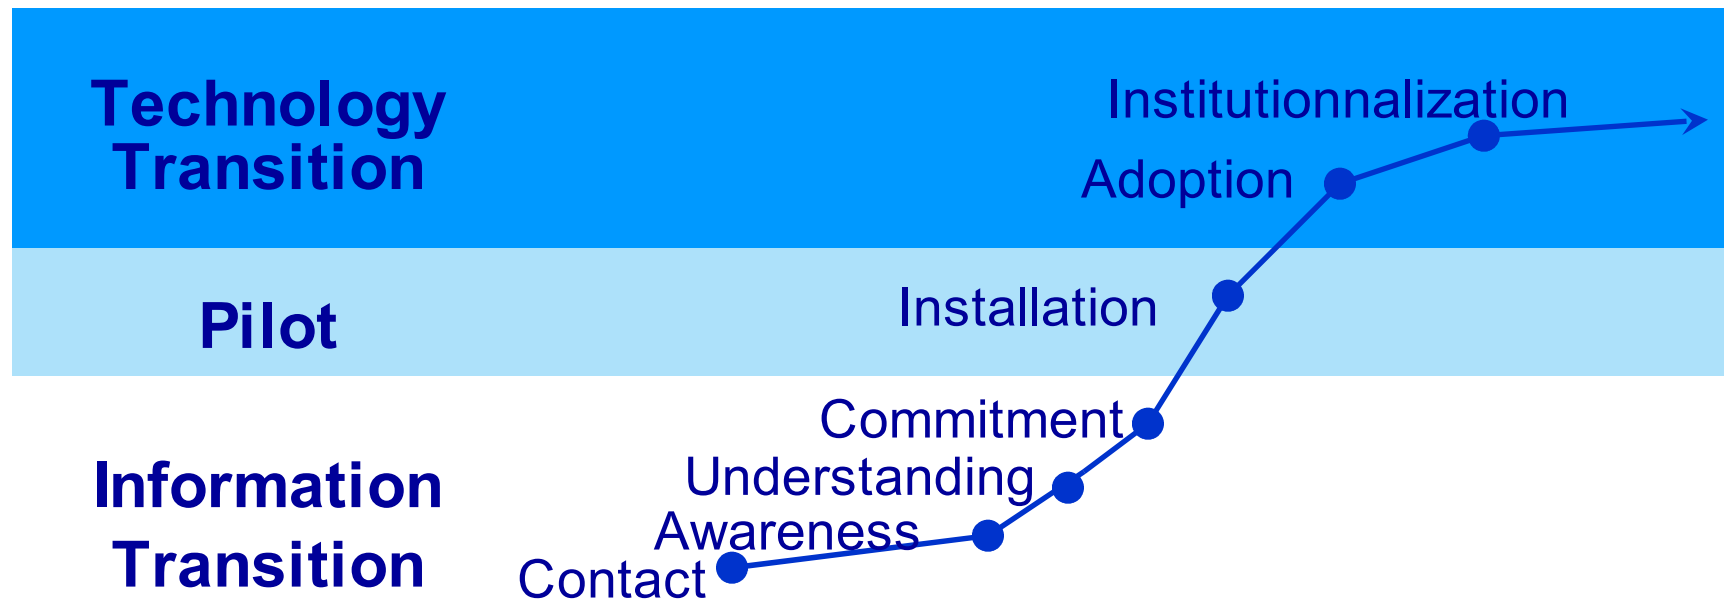 Technology
Transition
Institutionnalization
Adoption
Pilot
Installation
Information
Transition
Commitment
Understanding
Awareness
Contact